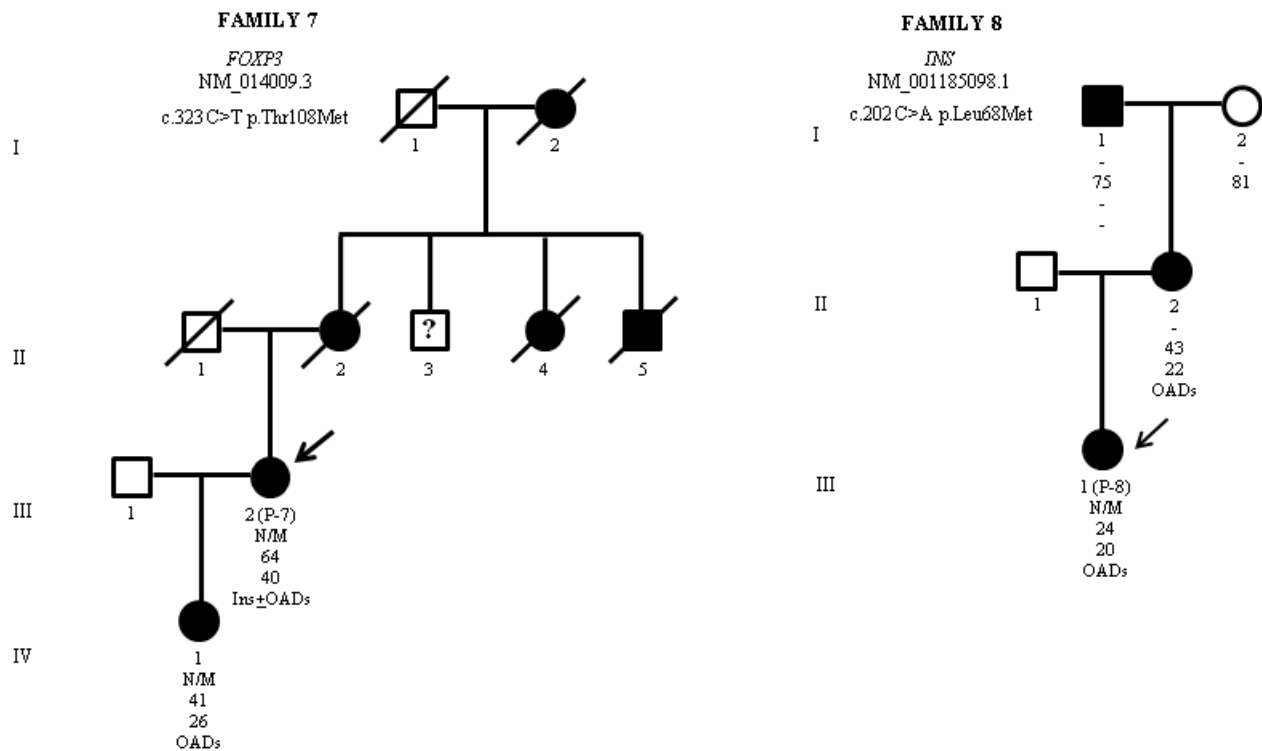 FAMILY 7
FOXP3
NM_014009.3
c.323 C>T p.Thr108Met
I
1
2
II
1
2
?
3
4
5
III
1
2 (P-7)
N/M
64
40
Ins±OADs
IV
1
N/M
41
26
OADs
FAMILY 8
INS
NM_001185098.1
c.202 C>A p.Leu68Met
I
1
-
75
-
-
2
-
81
II
1
2
-
43
22
OADs
III
1 (P-8)
N/M
24
20
OADs